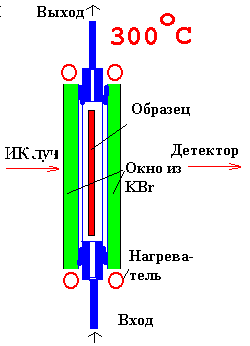 Выход
300°C
Образец
ИК луч
Детектор
Окно из
KBr
Нагрева-
тель
Вход